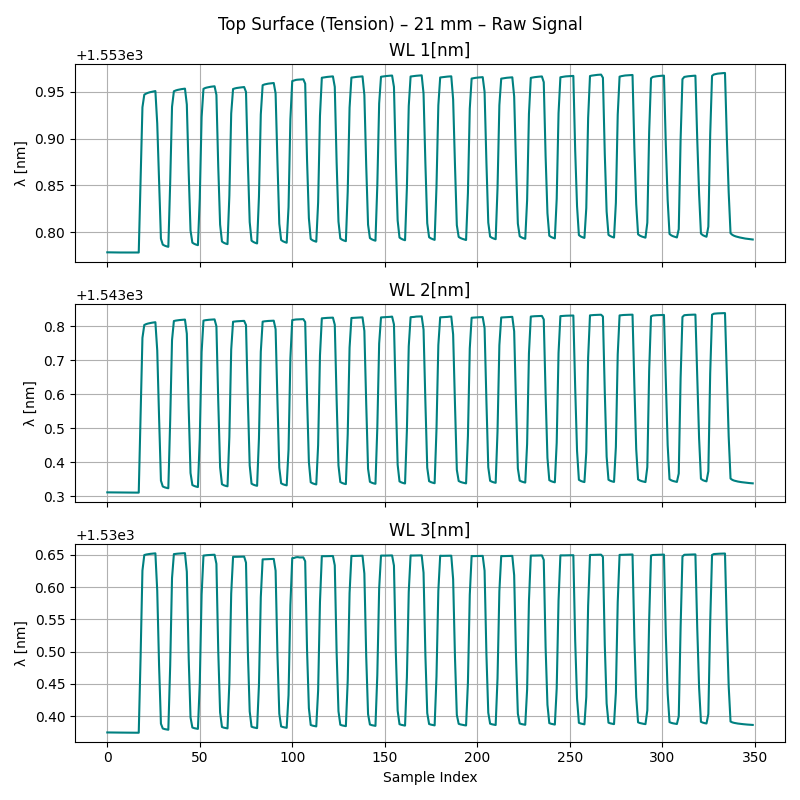 Top Surface (Tension) – 21 mm – Raw Signal
WL 1[nm]
+1.553e3
0.95
0.90
0.85
0.80
λ [nm]
WL 2[nm]
+1.543e3
0.8
0.7
0.6
0.5
0.4
0.3
λ [nm]
WL 3[nm]
+1.53e3
0.65
0.60
0.55
0.50
0.45
0.40
λ [nm]
0 50 100 150 200 250 300 350
Sample Index